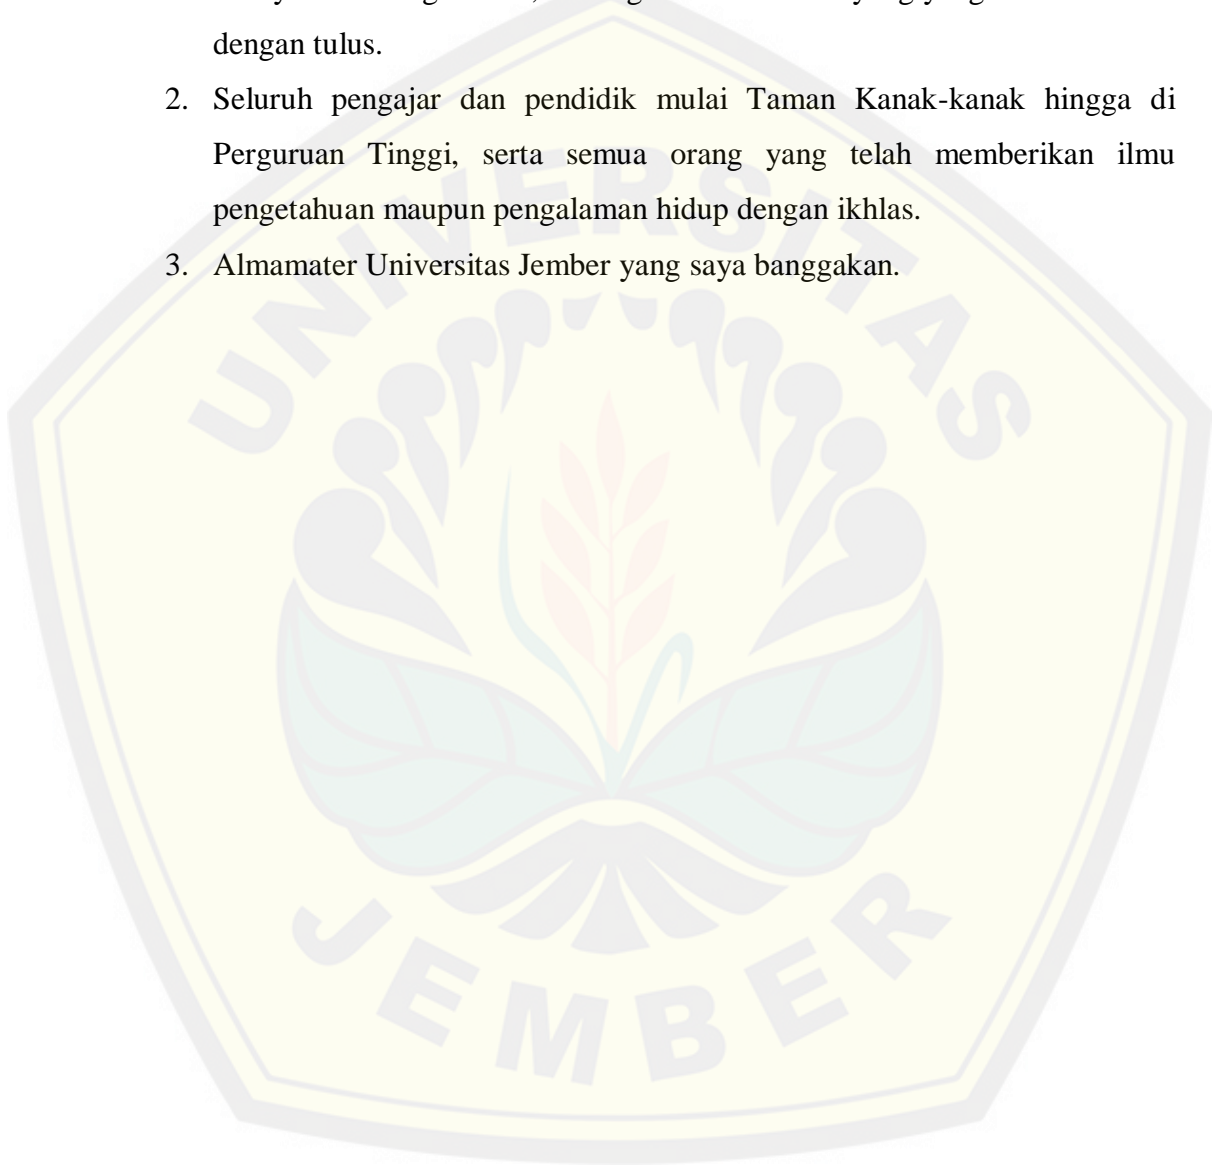 dengan tulus.
2. Seluruh pengajar dan pendidik mulai Taman Kanak-kanak hingga di
Perguruan Tinggi, serta semua orang yang telah memberikan ilmu
pengetahuan maupun pengalaman hidup dengan ikhlas.
3. Almamater Universitas Jember yang saya banggakan.
UNIVERSITAS
JEMBER